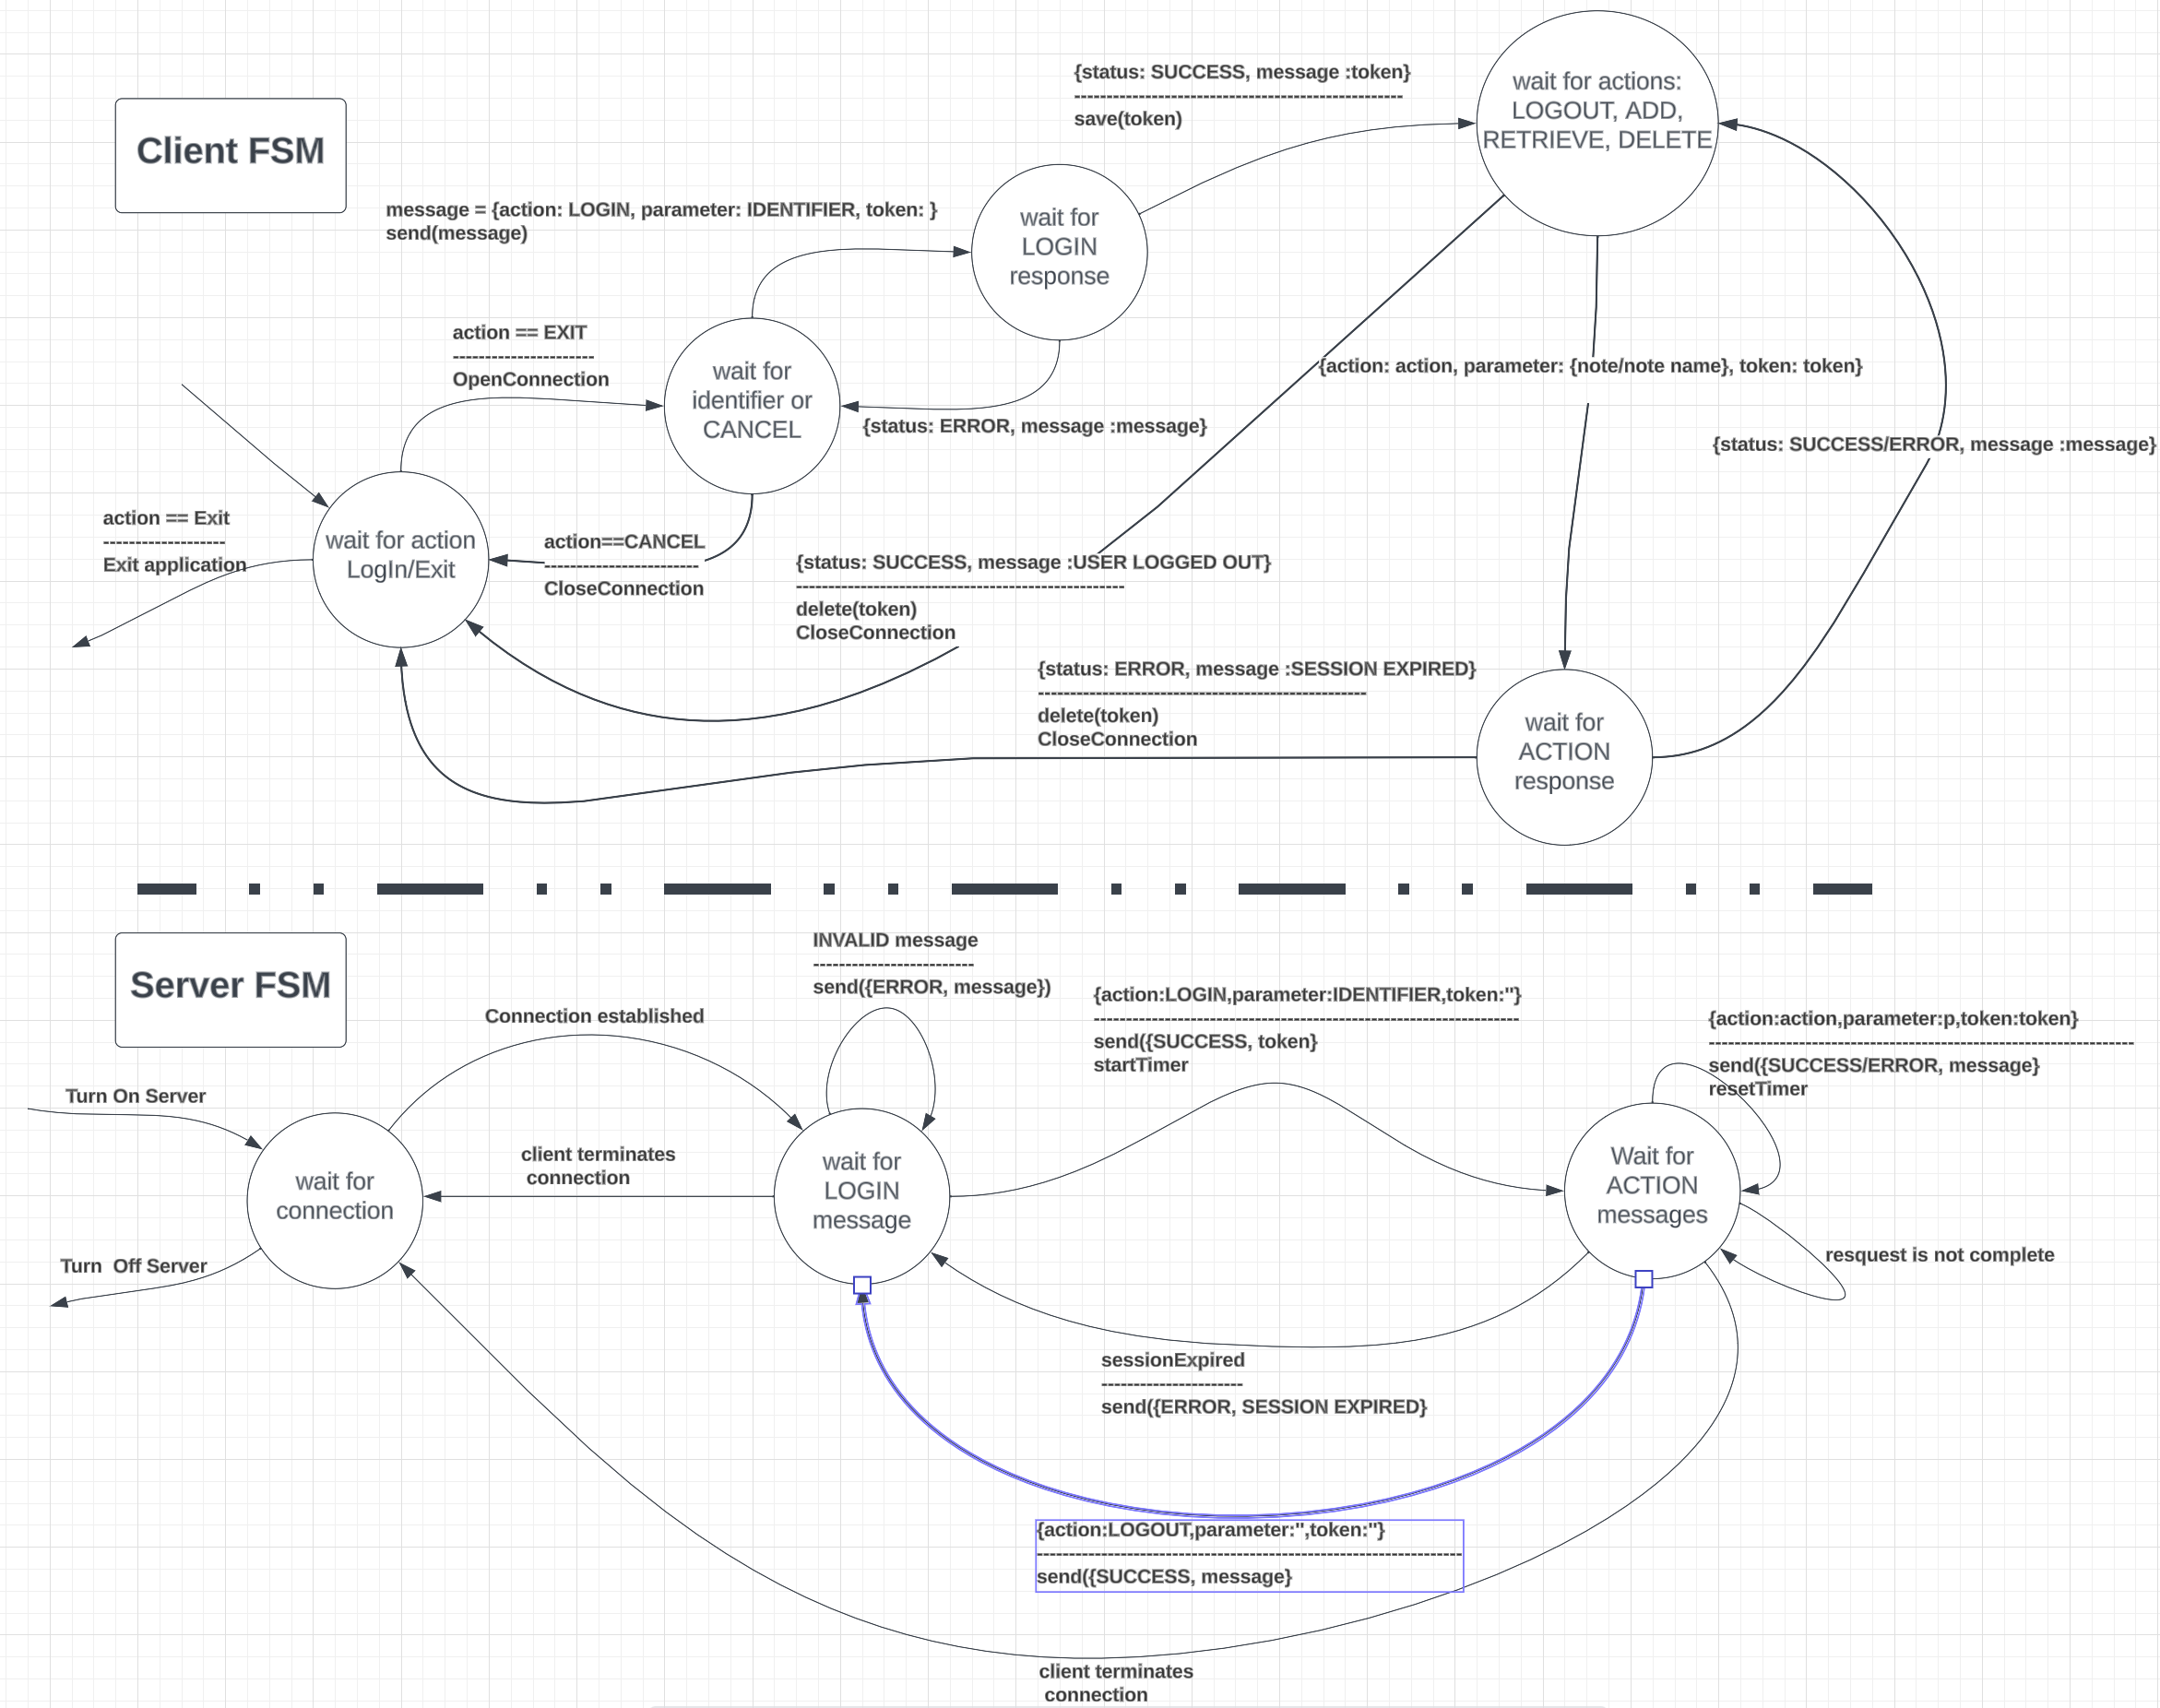 Client FSM
{status: SUCCESS, message :token}
---------------------------------------------------
save(token)
wait for actions:
LOGOUT, ADD,
RETRIEVE, DELETE
message = {action: LOGIN, parameter: IDENTIFIER, token: }
send(message)
wait for
LOGIN
response
action == EXIT
----------------------
OpenConnection
wait for
identifier or
CANCEL
{status: ERROR, message :message}
{action: action, parameter: {note/note name}, token: token}
{status: SUCCESS/ERROR, message :message}
action == Exit
-------------------
Exit application
wait for action
LogIn/Exit
action==CANCEL
------------------------
CloseConnection
{status: SUCCESS, message :USER LOGGED OUT}
---------------------------------------------------
delete(token)
CloseConnection
{status: ERROR, message :SESSION EXPIRED}
---------------------------------------------------
delete(token)
CloseConnection
wait for
ACTION
response
Server FSM
INVALID message
-------------------------
send({ERROR, message})
Connection established
{action:LOGIN,parameter:IDENTIFIER,token:''}
------------------------------------------------------------------
send({SUCCESS, token}
startTimer
{action:action,parameter:p,token:token}
------------------------------------------------------------------
send({SUCCESS/ERROR, message}
resetTimer
Turn On Server
wait for
connection
client terminates
connection
wait for
LOGIN
message
Wait for
ACTION
messages
Turn  Off Server
resquest is not complete
sessionExpired
----------------------
send({ERROR, SESSION EXPIRED}
{action:LOGOUT,parameter:'',token:''}
------------------------------------------------------------------
send({SUCCESS, message}
client terminates
connection